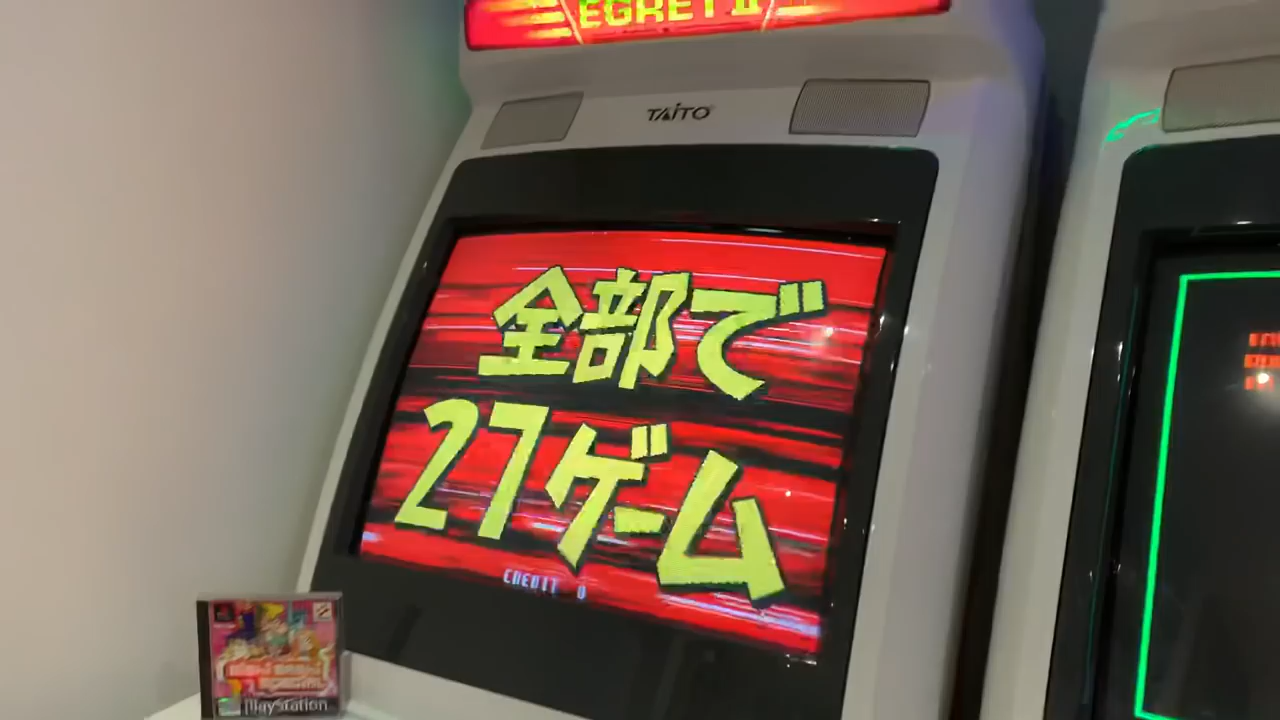 EGRET II
TAITO
全部で
27ゲーム
CREDIT 0
PlayStation